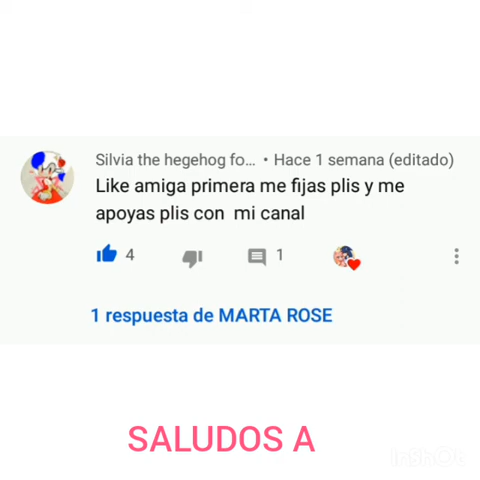 Silvia the hegehog fo... • Hace 1 semana (editado)
Like amiga primera me fijas plis y me
apoyas plis con mi canal
4
1
1 respuesta de MARTA ROSE
SALUDOS A
InShOt